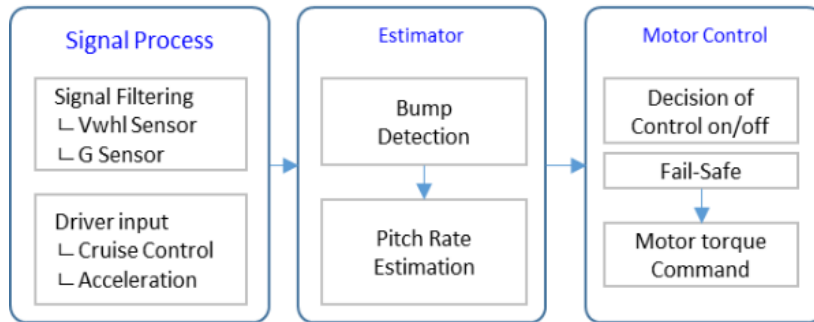 Signal Process
Signal Filtering
∟ Vwhl Sensor
∟ G Sensor
Driver input
∟ Cruise Control
∟ Acceleration
Estimator
Bump
Detection
Pitch Rate
Estimation
Motor Control
Decision of
Control on/off
Fail-Safe
Motor torque
Command